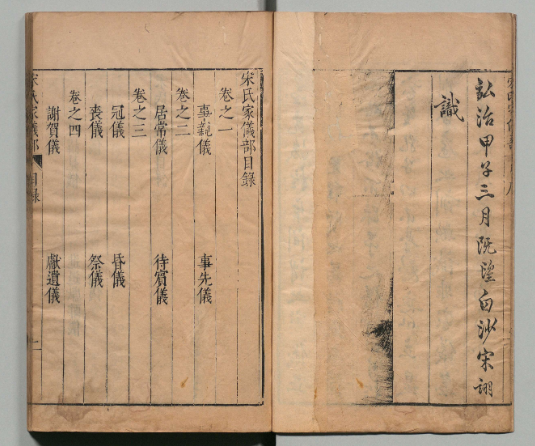 弘治甲子三月既望白沙宋詡
識
宋氏家儀部目錄
卷之一
事親儀 事先儀
卷之二
居常儀 待賓儀
卷之三
冠儀 昏儀
喪儀 祭儀
卷之四
謝賀儀 獻遺儀
宋氏家儀部 目錄 一